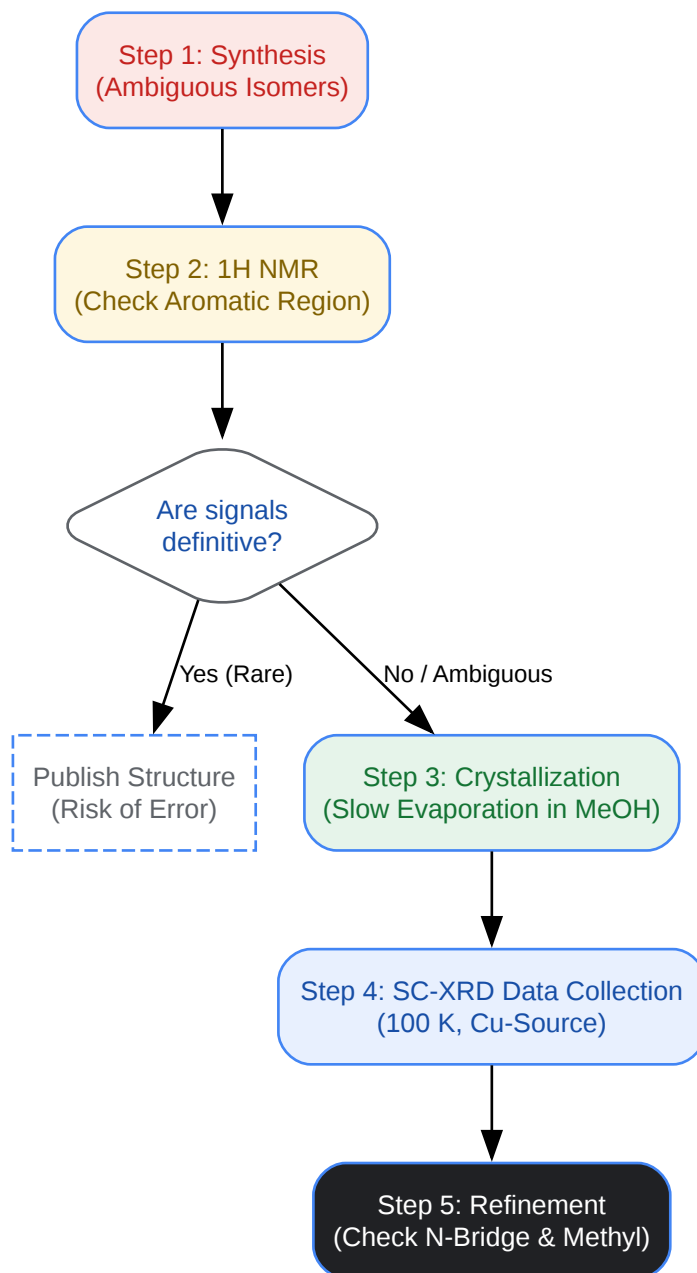 Step 1: Synthesis
(Ambiguous Isomers)
Step 2: 1H NMR
(Check Aromatic Region)
Are signals
definitive?
Yes (Rare)
No / Ambiguous
Publish Structure
(Risk of Error)
Step 3: Crystallization
(Slow Evaporation in MeOH)
Step 4: SC-XRD Data Collection
(100 K, Cu-Source)
Step 5: Refinement
(Check N-Bridge & Methyl)